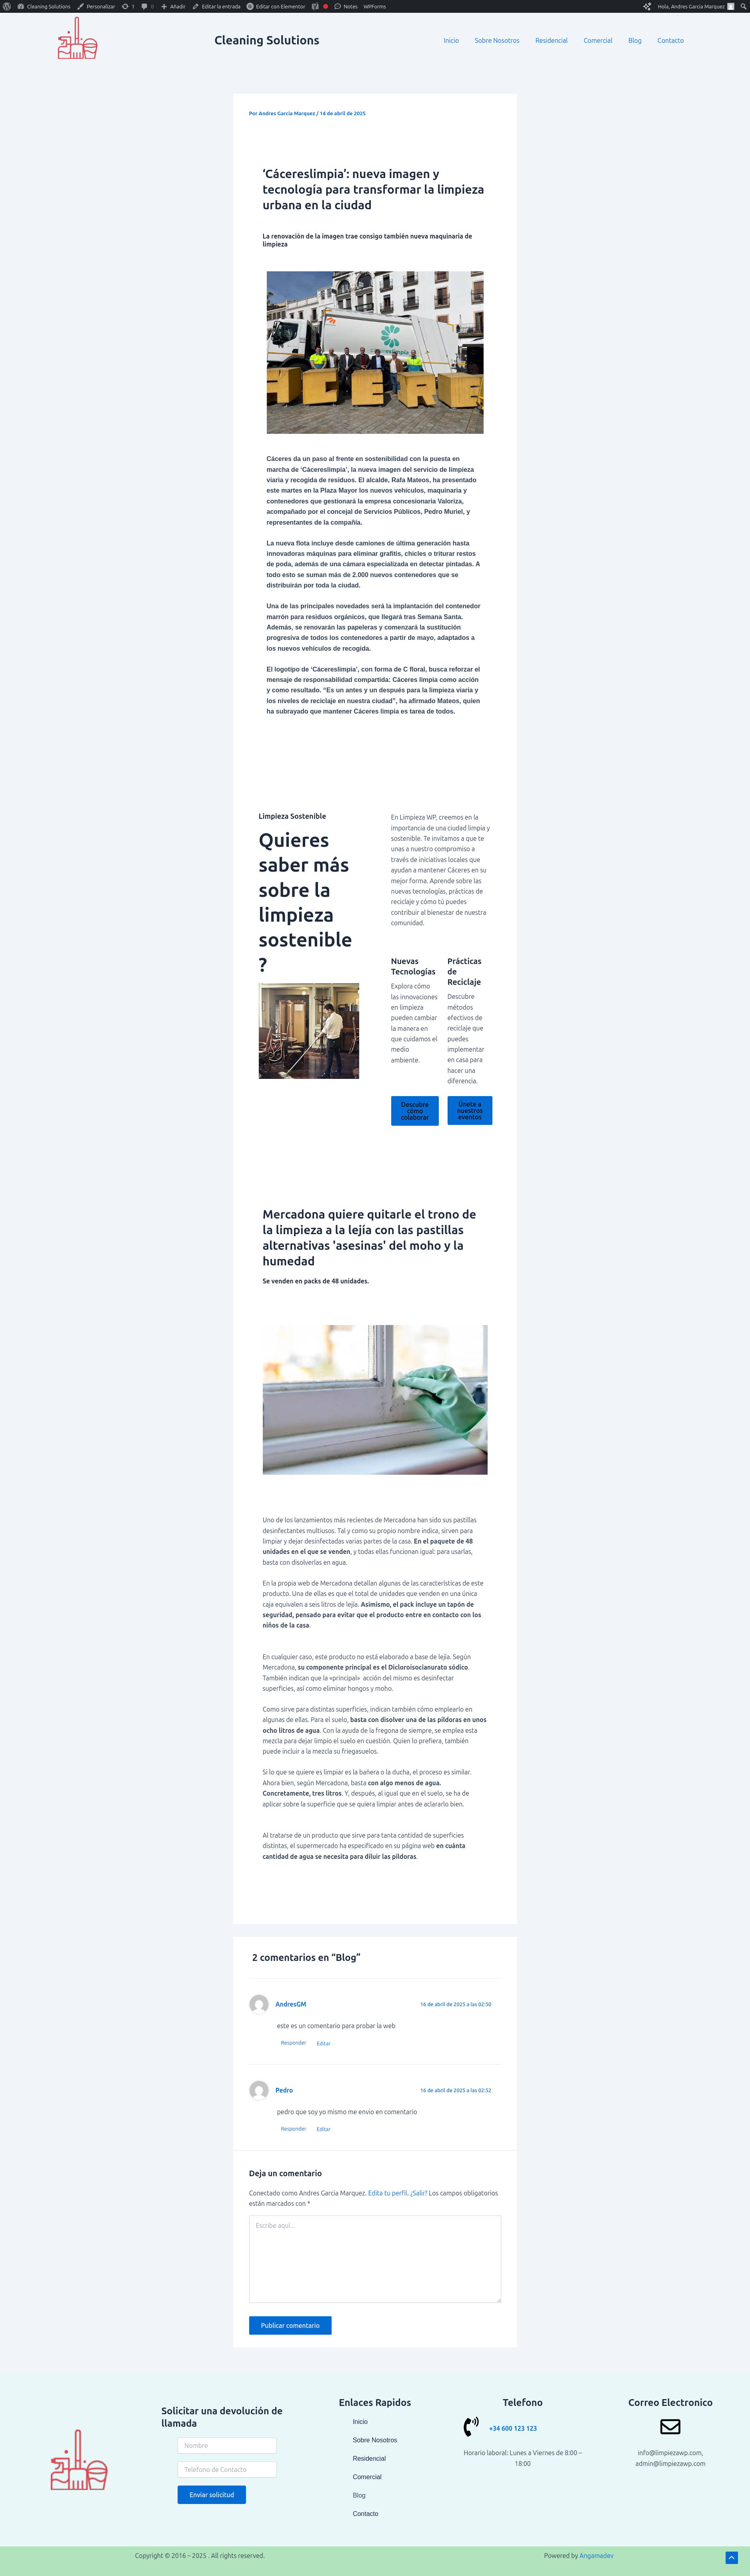 Cleaning Solutions
Personalizar
1
0
Añadir
Editar la entrada
Editar con Elementor
Notes
WPForms
Hola, Andres Garcia Marquez
Cleaning Solutions
Inicio
Sobre Nosotros
Residencial
Comercial
Blog
Contacto
Por Andres Garcia Marquez / 14 de abril de 2025
‘Cácereslimpia’: nueva imagen y
tecnología para transformar la limpieza
urbana en la ciudad
La renovación de la imagen trae consigo también nueva maquinaria de
limpieza
Cáceres da un paso al frente en sostenibilidad con la puesta en
marcha de ‘Cácereslimpia’, la nueva imagen del servicio de limpieza
viaria y recogida de residuos. El alcalde, Rafa Mateos, ha presentado
este martes en la Plaza Mayor los nuevos vehículos, maquinaria y
contenedores que gestionará la empresa concesionaria Valoriza,
acompañado por el concejal de Servicios Públicos, Pedro Muriel, y
representantes de la compañía.
La nueva flota incluye desde camiones de última generación hasta
innovadoras máquinas para eliminar grafitis, chicles o triturar restos
de poda, además de una cámara especializada en detectar pintadas. A
todo esto se suman más de 2.000 nuevos contenedores que se
distribuirán por toda la ciudad.
Una de las principales novedades será la implantación del contenedor
marrón para residuos orgánicos, que llegará tras Semana Santa.
Además, se renovarán las papeleras y comenzará la sustitución
progresiva de todos los contenedores a partir de mayo, adaptados a
los nuevos vehículos de recogida.
El logotipo de ‘Cácereslimpia’, con forma de C floral, busca reforzar el
mensaje de responsabilidad compartida: Cáceres limpia como acción
y como resultado. “Es un antes y un después para la limpieza viaria y
los niveles de reciclaje en nuestra ciudad”, ha afirmado Mateos, quien
ha subrayado que mantener Cáceres limpia es tarea de todos.
Limpieza Sostenible
Quieres
saber más
sobre la
limpieza
sostenible
?
En Limpieza WP, creemos en la
importancia de una ciudad limpia y
sostenible. Te invitamos a que te
unas a nuestro compromiso a
través de iniciativas locales que
ayudan a mantener Cáceres en su
mejor forma. Aprende sobre las
nuevas tecnologías, prácticas de
reciclaje y cómo tú puedes
contribuir al bienestar de nuestra
comunidad.
Nuevas
Tecnologías
Explora cómo
las innovaciones
en limpieza
pueden cambiar
la manera en
que cuidamos el
medio
ambiente.
Descubre
cómo
colaborar
Prácticas
de
Reciclaje
Descubre
métodos
efectivos de
reciclaje que
puedes
implementar
en casa para
hacer una
diferencia.
Únete a
nuestros
eventos
Mercadona quiere quitarle el trono de
la limpieza a la lejía con las pastillas
alternativas 'asesinas' del moho y la
humedad
Se venden en packs de 48 unidades.
Uno de los lanzamientos más recientes de Mercadona han sido sus pastillas
desinfectantes multiusos. Tal y como su propio nombre indica, sirven para
limpiar y dejar desinfectadas varias partes de la casa. En el paquete de 48
unidades en el que se venden, y todas ellas funcionan igual: para usarlas,
basta con disolverlas en agua.
En la propia web de Mercadona detallan algunas de las características de este
producto. Una de ellas es que el total de unidades que venden en una única
caja equivalen a seis litros de lejía. Asimismo, el pack incluye un tapón de
seguridad, pensado para evitar que el producto entre en contacto con los
niños de la casa.
En cualquier caso, este producto no está elaborado a base de lejía. Según
Mercadona, su componente principal es el Dicloroisocianurato sódico.
También indican que la «principal» acción del mismo es desinfectar
superficies, así como eliminar hongos y moho.
Como sirve para distintas superficies, indican también cómo emplearlo en
algunas de ellas. Para el suelo, basta con disolver una de las píldoras en unos
ocho litros de agua. Con la ayuda de la fregona de siempre, se emplea esta
mezcla para dejar limpio el suelo en cuestión. Quien lo prefiera, también
puede incluir a la mezcla su friegasuelos.
Si lo que se quiere es limpiar es la bañera o la ducha, el proceso es similar.
Ahora bien, según Mercadona, basta con algo menos de agua.
Concretamente, tres litros. Y, después, al igual que en el suelo, se ha de
aplicar sobre la superficie que se quiera limpiar antes de aclararlo bien.
Al tratarse de un producto que sirve para tanta cantidad de superficies
distintas, el supermercado ha especificado en su página web en cuánta
cantidad de agua se necesita para diluir las píldoras.
2 comentarios en “Blog”
AndresGM
16 de abril de 2025 a las 02:50
este es un comentario para probar la web
Responder
Editar
Pedro
16 de abril de 2025 a las 02:52
pedro que soy yo mismo me envio en comentario
Responder
Editar
Deja un comentario
Conectado como Andres Garcia Marquez. Edita tu perfil. ¿Salir? Los campos obligatorios
están marcados con *
Escribe aquí...
Publicar comentario
Solicitar una devolución de
llamada
Nombre
Telefono de Contacto
Enviar solicitud
Enlaces Rapidos
Inicio
Sobre Nosotros
Residencial
Comercial
Blog
Contacto
Telefono
+34 600 123 123
Horario laboral: Lunes a Viernes de 8:00 –
18:00
Correo Electronico
info@limpiezawp.com,
admin@limpiezawp.com
Copyright © 2016 – 2025 . All rights reserved.
Powered by Angamadev